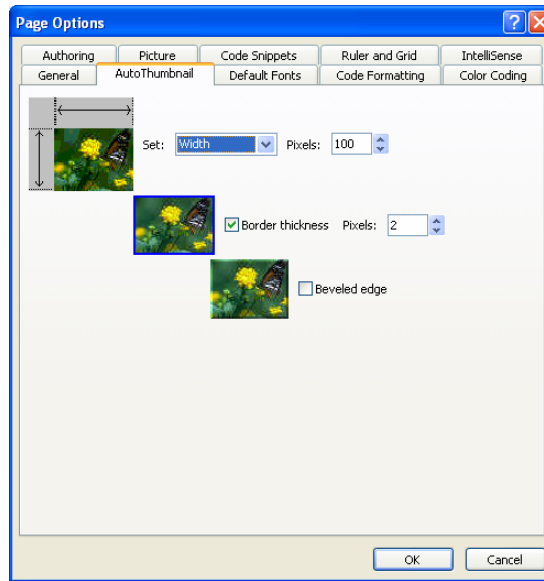 Page Options
Authoring Picture Code Snippets Ruler and Grid IntelliSense
General AutoThumbnail Default Fonts Code Formatting Color Coding
Set: Width Pixels: 100
Border thickness Pixels: 2
Beveled edge
OK Cancel